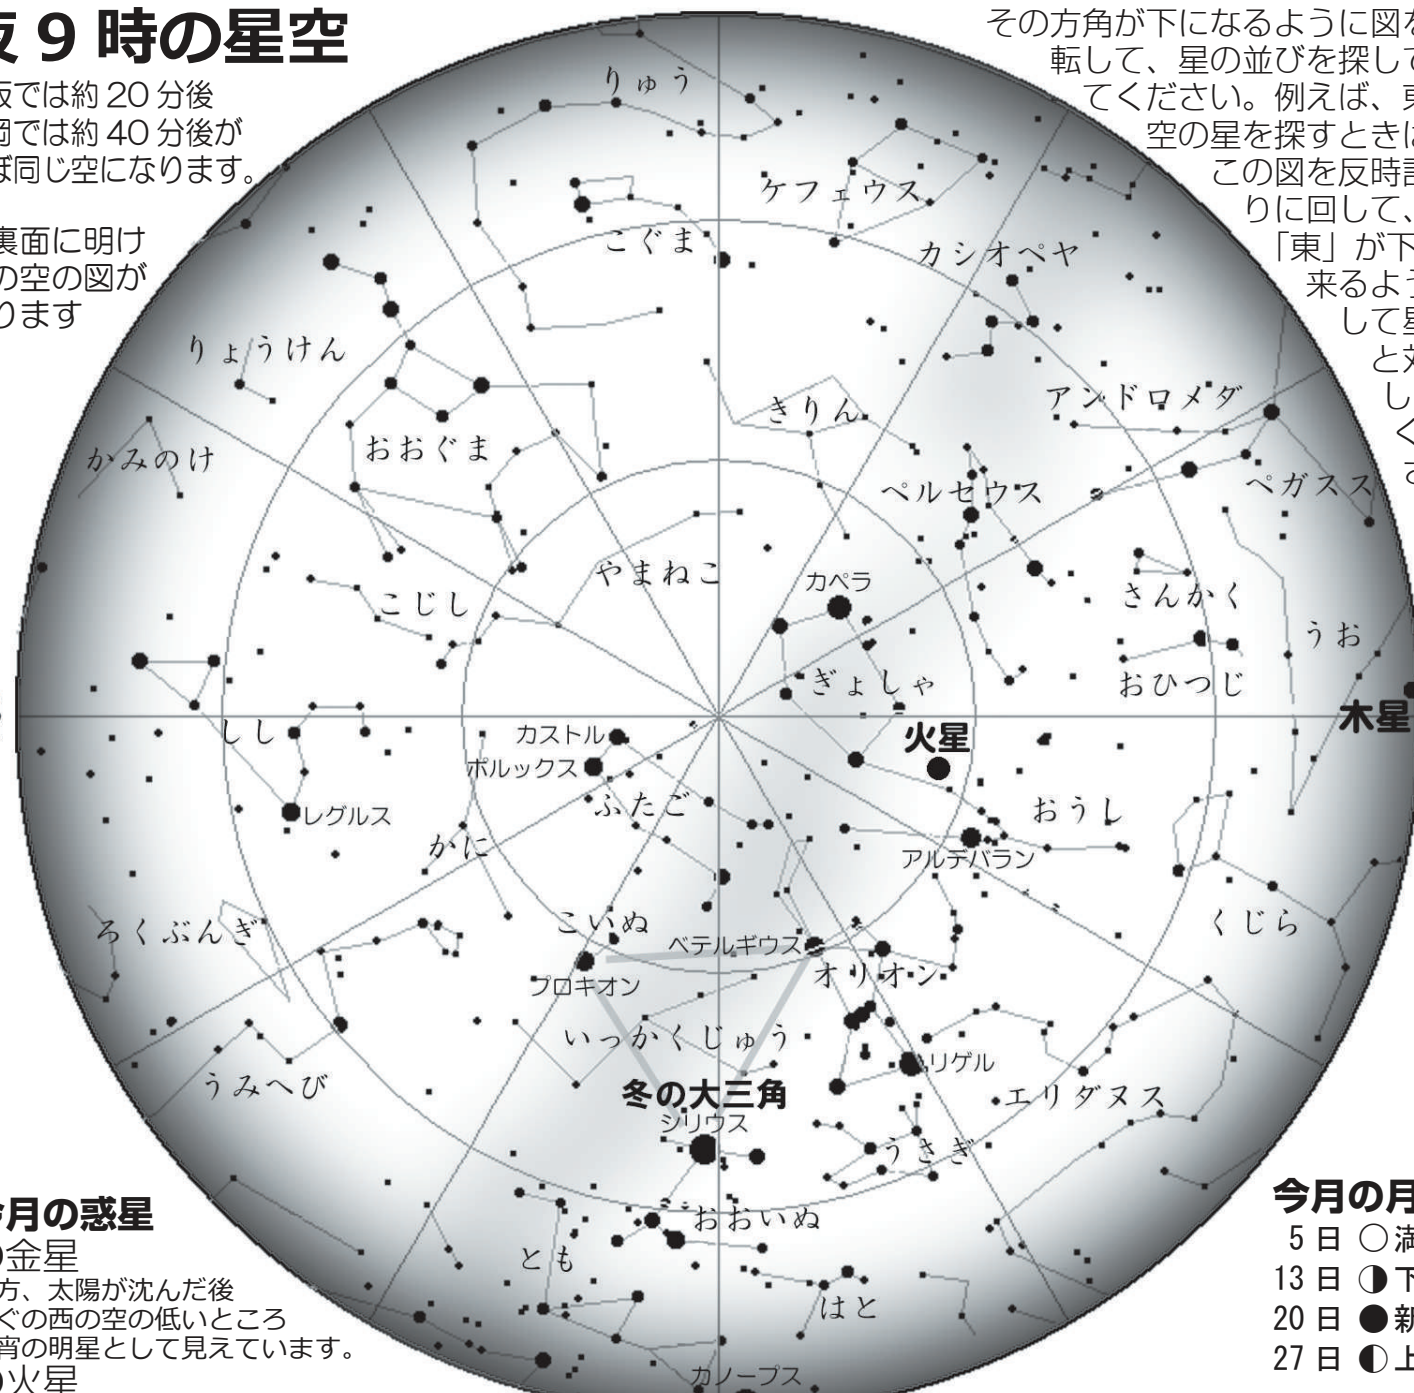 9 時の星空
では約 20 分後
では約 40 分後が
同じ空になります。
裏面に明け
の空の図が
ります
その方角が下になるように図を
転して、星の並びを探して
てください。例えば、東
空の星を探すときは
この図を反時計
りに回して、
「東」が下
来るよう
して星
と対
し
く
りゅう
ケフェウス
こぐま
カシオペヤ
りょうけん
きりん
アンドロメダ
おおぐま
かみのけ
ペルセウス
ペガスス
やまねこ
カペラ
こじし
さんかく
うお
おひつじ
ぎょしゃ
しし
カストル
火星
木星
ポルックス
ふたご
レグルス
おうし
かに
アルデバラン
ろくぶんぎ
こいぬ
くじら
ベテルギウス
オリオン
プロキオン
いっかくじゅう
リゲル
うみへび
エリダヌス
冬の大三角
シリウス
うさぎ
おおいぬ
とも
はと
カノープス
今月の惑星
金星
方、太陽が沈んだ後
ぐの西の空の低いところ
宵の明星として見えています。
火星
今月の月
5 日 ○満
13 日 ◑下
20 日 ●新
27 日 ◐上